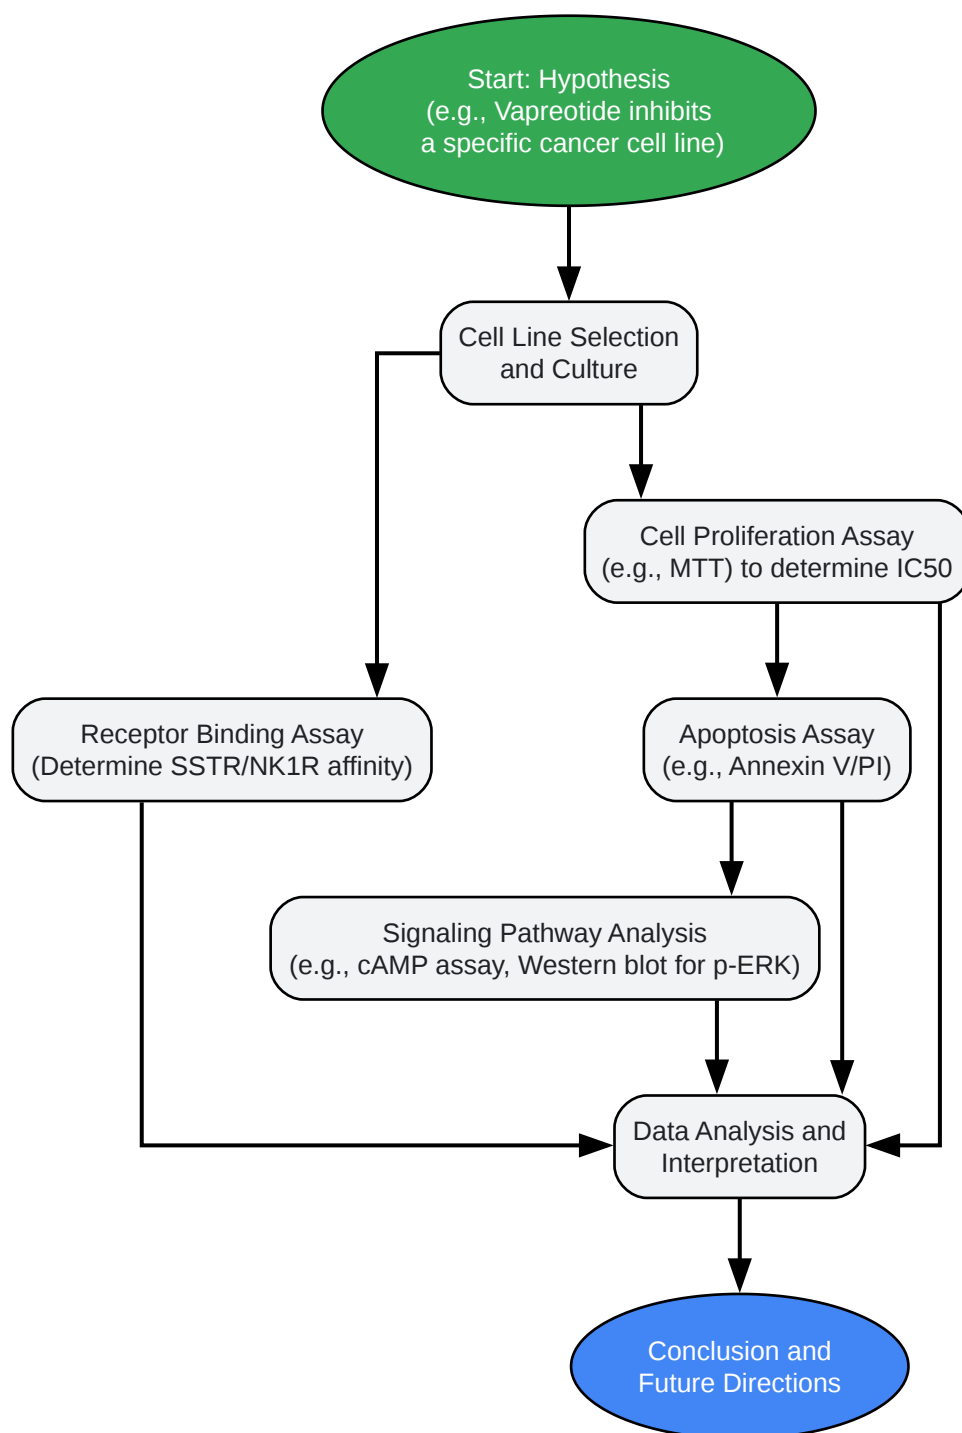 Start: Hypothesis
(e.g., Vapreotide inhibits
a specific cancer cell line)
Cell Line Selection
and Culture
Cell Proliferation Assay
(e.g., MTT) to determine IC50
Receptor Binding Assay
(Determine SSTR/NK1R affinity)
Apoptosis Assay
(e.g., Annexin V/PI)
Signaling Pathway Analysis
(e.g., cAMP assay, Western blot for p-ERK)
Data Analysis and
Interpretation
Conclusion and
Future Directions